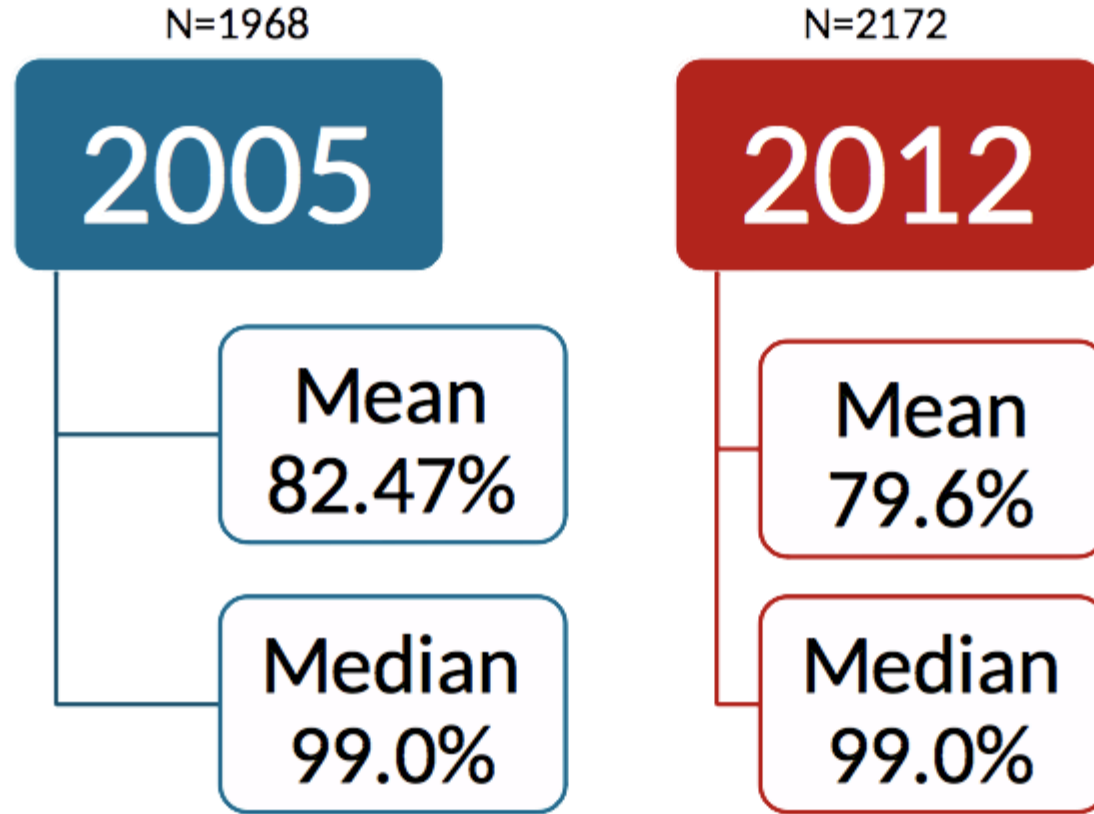 N=1968
2005
Mean
82.47%
Median
99.0%
N=2172
2012
Mean
79.6%
Median
99.0%